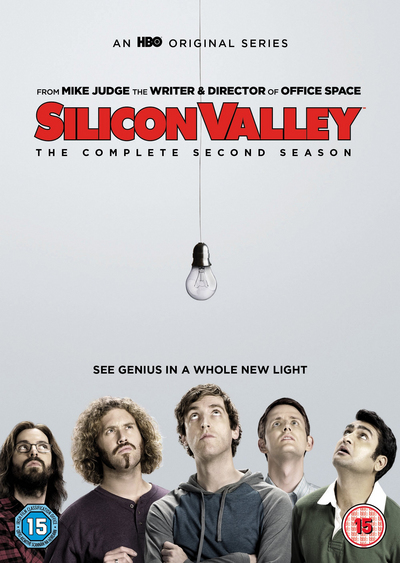 AN HBO ORIGINAL SERIES
FROM MIKE JUDGE THE WRITER & DIRECTOR OF OFFICE SPACE
SILICON VALLEY™
THE COMPLETE SECOND SEASON
SEE GENIUS IN A WHOLE NEW LIGHT
15
15